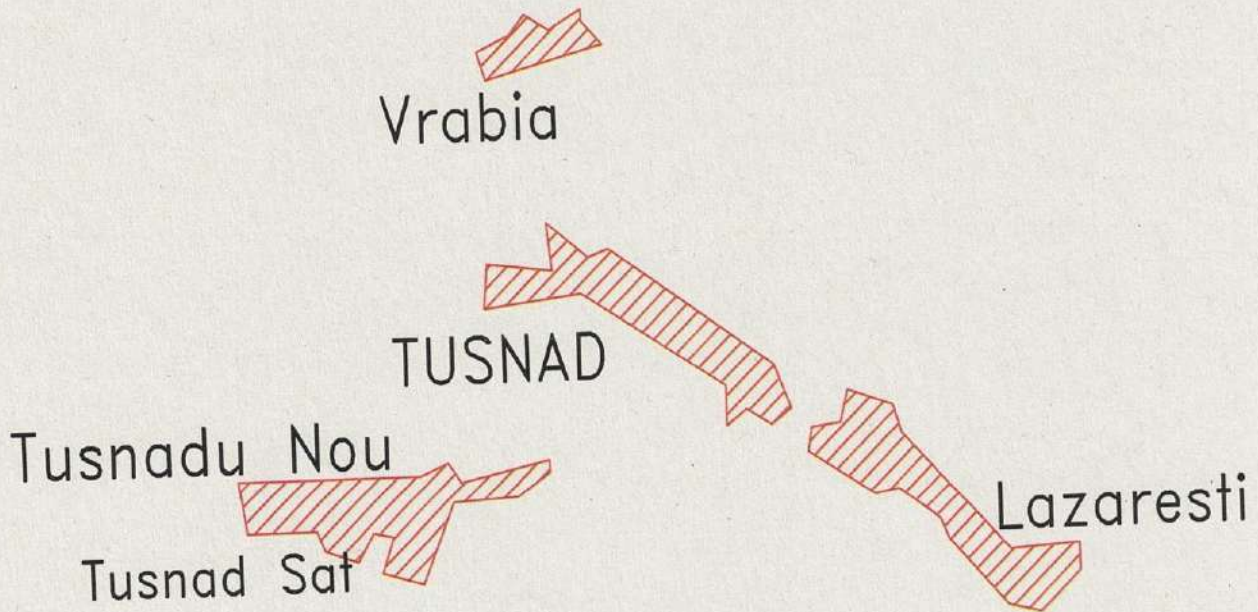 Vrabia
TUSNAD
Tusnadu Nou
Lazaresti
Tusnad Sat